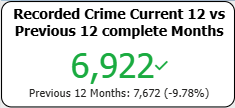 Recorded Crime Current 12 vs
Previous 12 complete Months
6,922✓
Previous 12 Months: 7,672 (-9.78%)